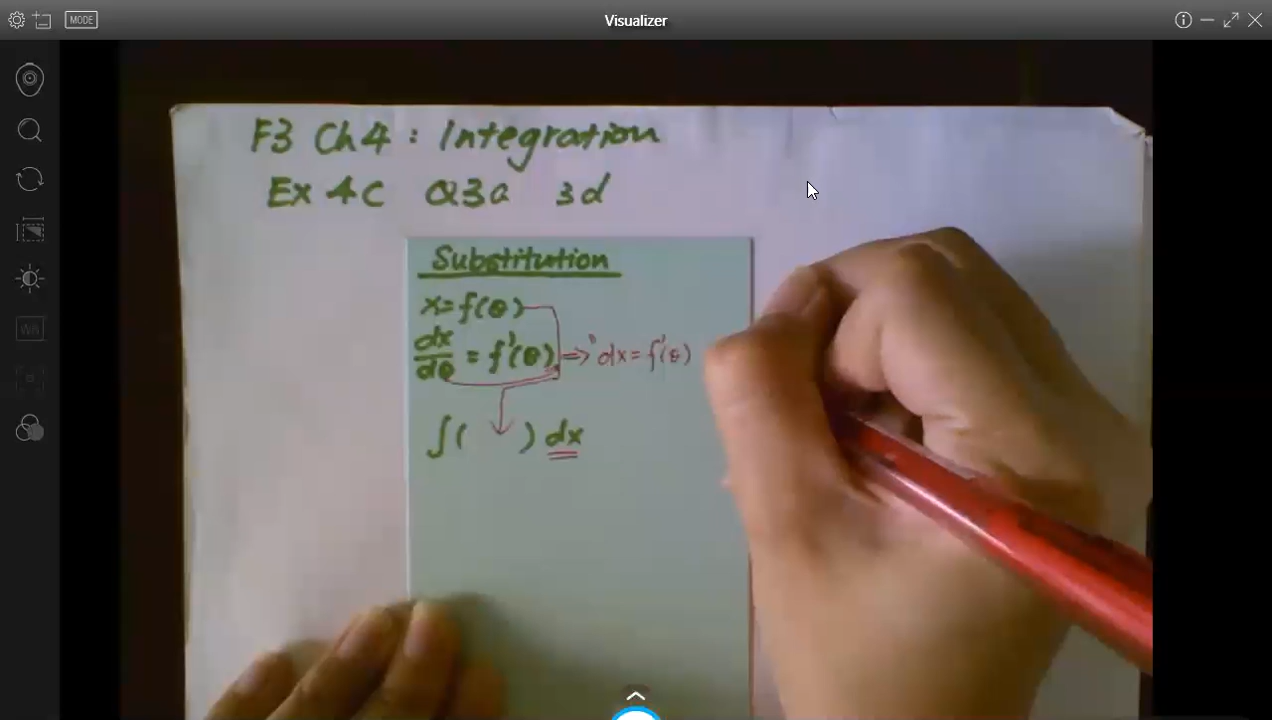 MODE
Visualizer
F3 Ch4 : Integration
Ex 4C Q3a 3d
Substitution
x=f(θ)
dx/dθ = f'(θ) => "dx = f'(θ)
∫( ) dx